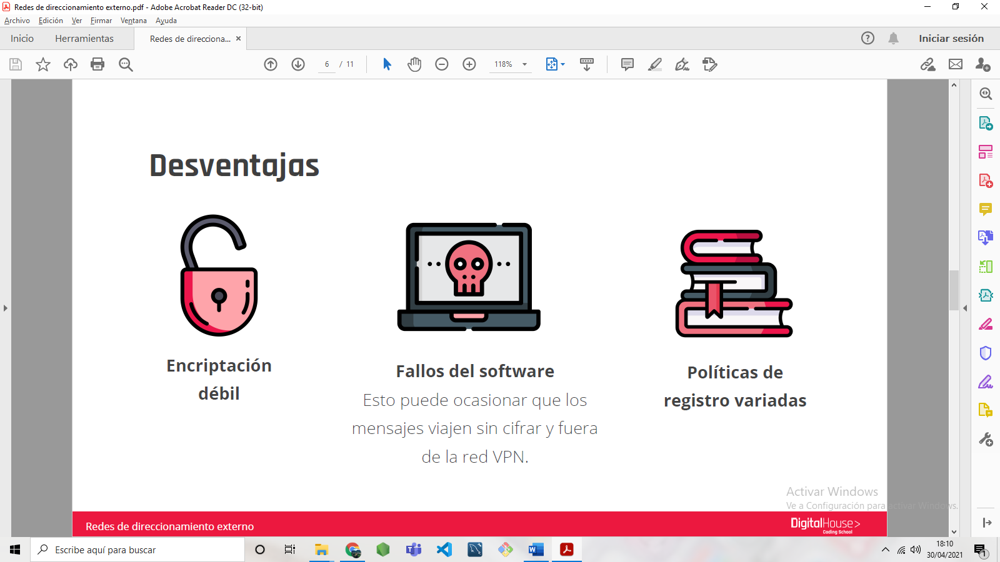 Redes de direccionamiento externo.pdf - Adobe Acrobat Reader DC (32-bit)
Archivo Edición Ver Firmar Ventana Ayuda
Inicio Herramientas Redes de direcciona... × Iniciar sesión
6 / 11 118%
Desventajas
Encriptación
débil
Fallos del software
Esto puede ocasionar que los
mensajes viajen sin cifrar y fuera
de la red VPN.
Políticas de
registro variadas
Activar Windows
Ve a Configuración para activar Windows.
Redes de direccionamiento externo
DigitalHouse>
Coding School
Escribe aquí para buscar
18:10
30/04/2021
1